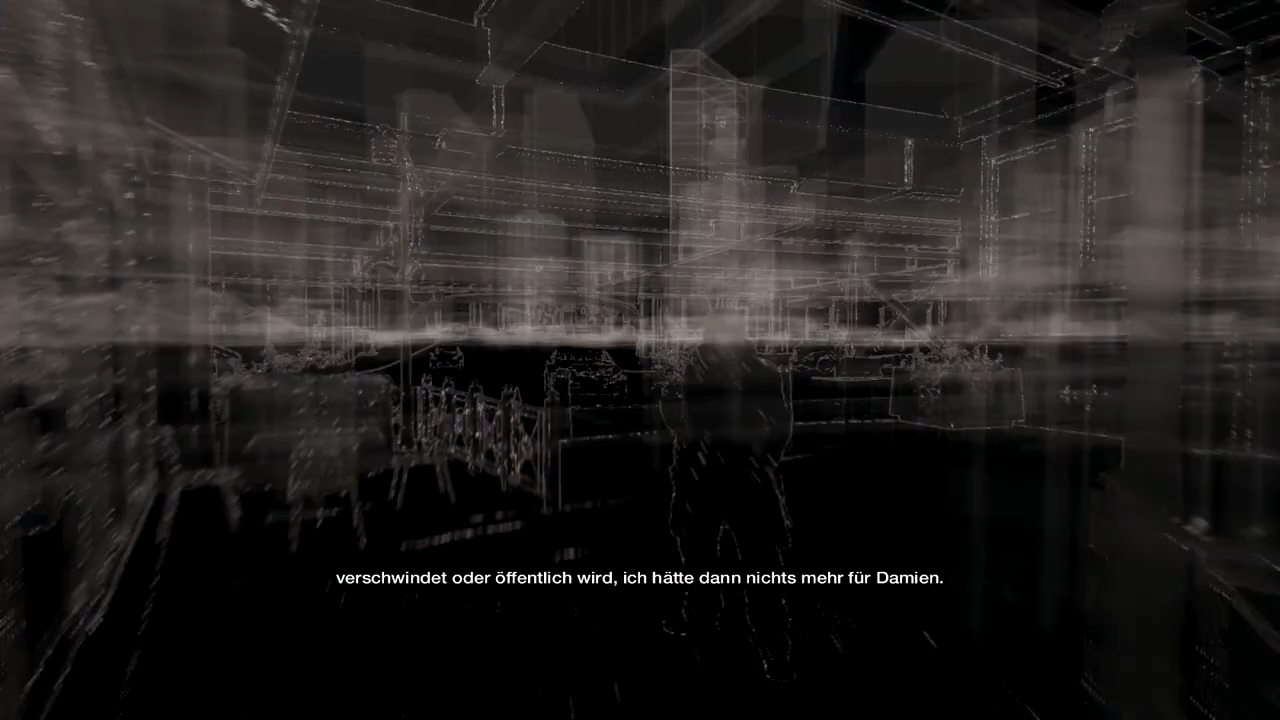 verschwindet oder öffentlich wird, ich hätte dann nichts mehr für Damien.